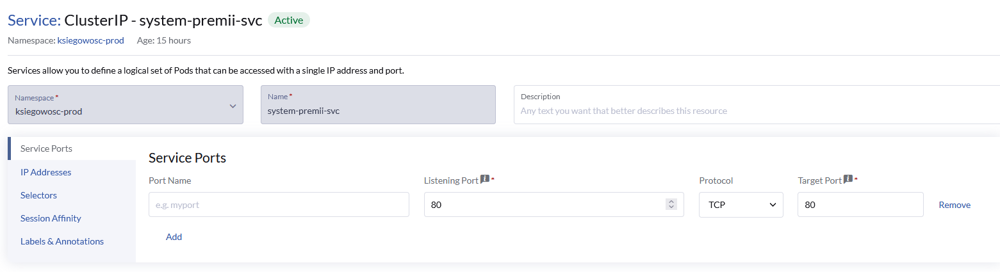 Service: ClusterIP - system-premii-svc Active
Namespace: ksiegowosc-prod Age: 15 hours
Services allow you to define a logical set of Pods that can be accessed with a single IP address and port.
Namespace *
ksiegowosc-prod
Name *
system-premii-svc
Description
Any text you want that better describes this resource
Service Ports
IP Addresses
Selectors
Session Affinity
Labels & Annotations
Service Ports
Port Name Listening Port * Protocol Target Port *
e.g. myport 80 TCP 80 Remove
Add